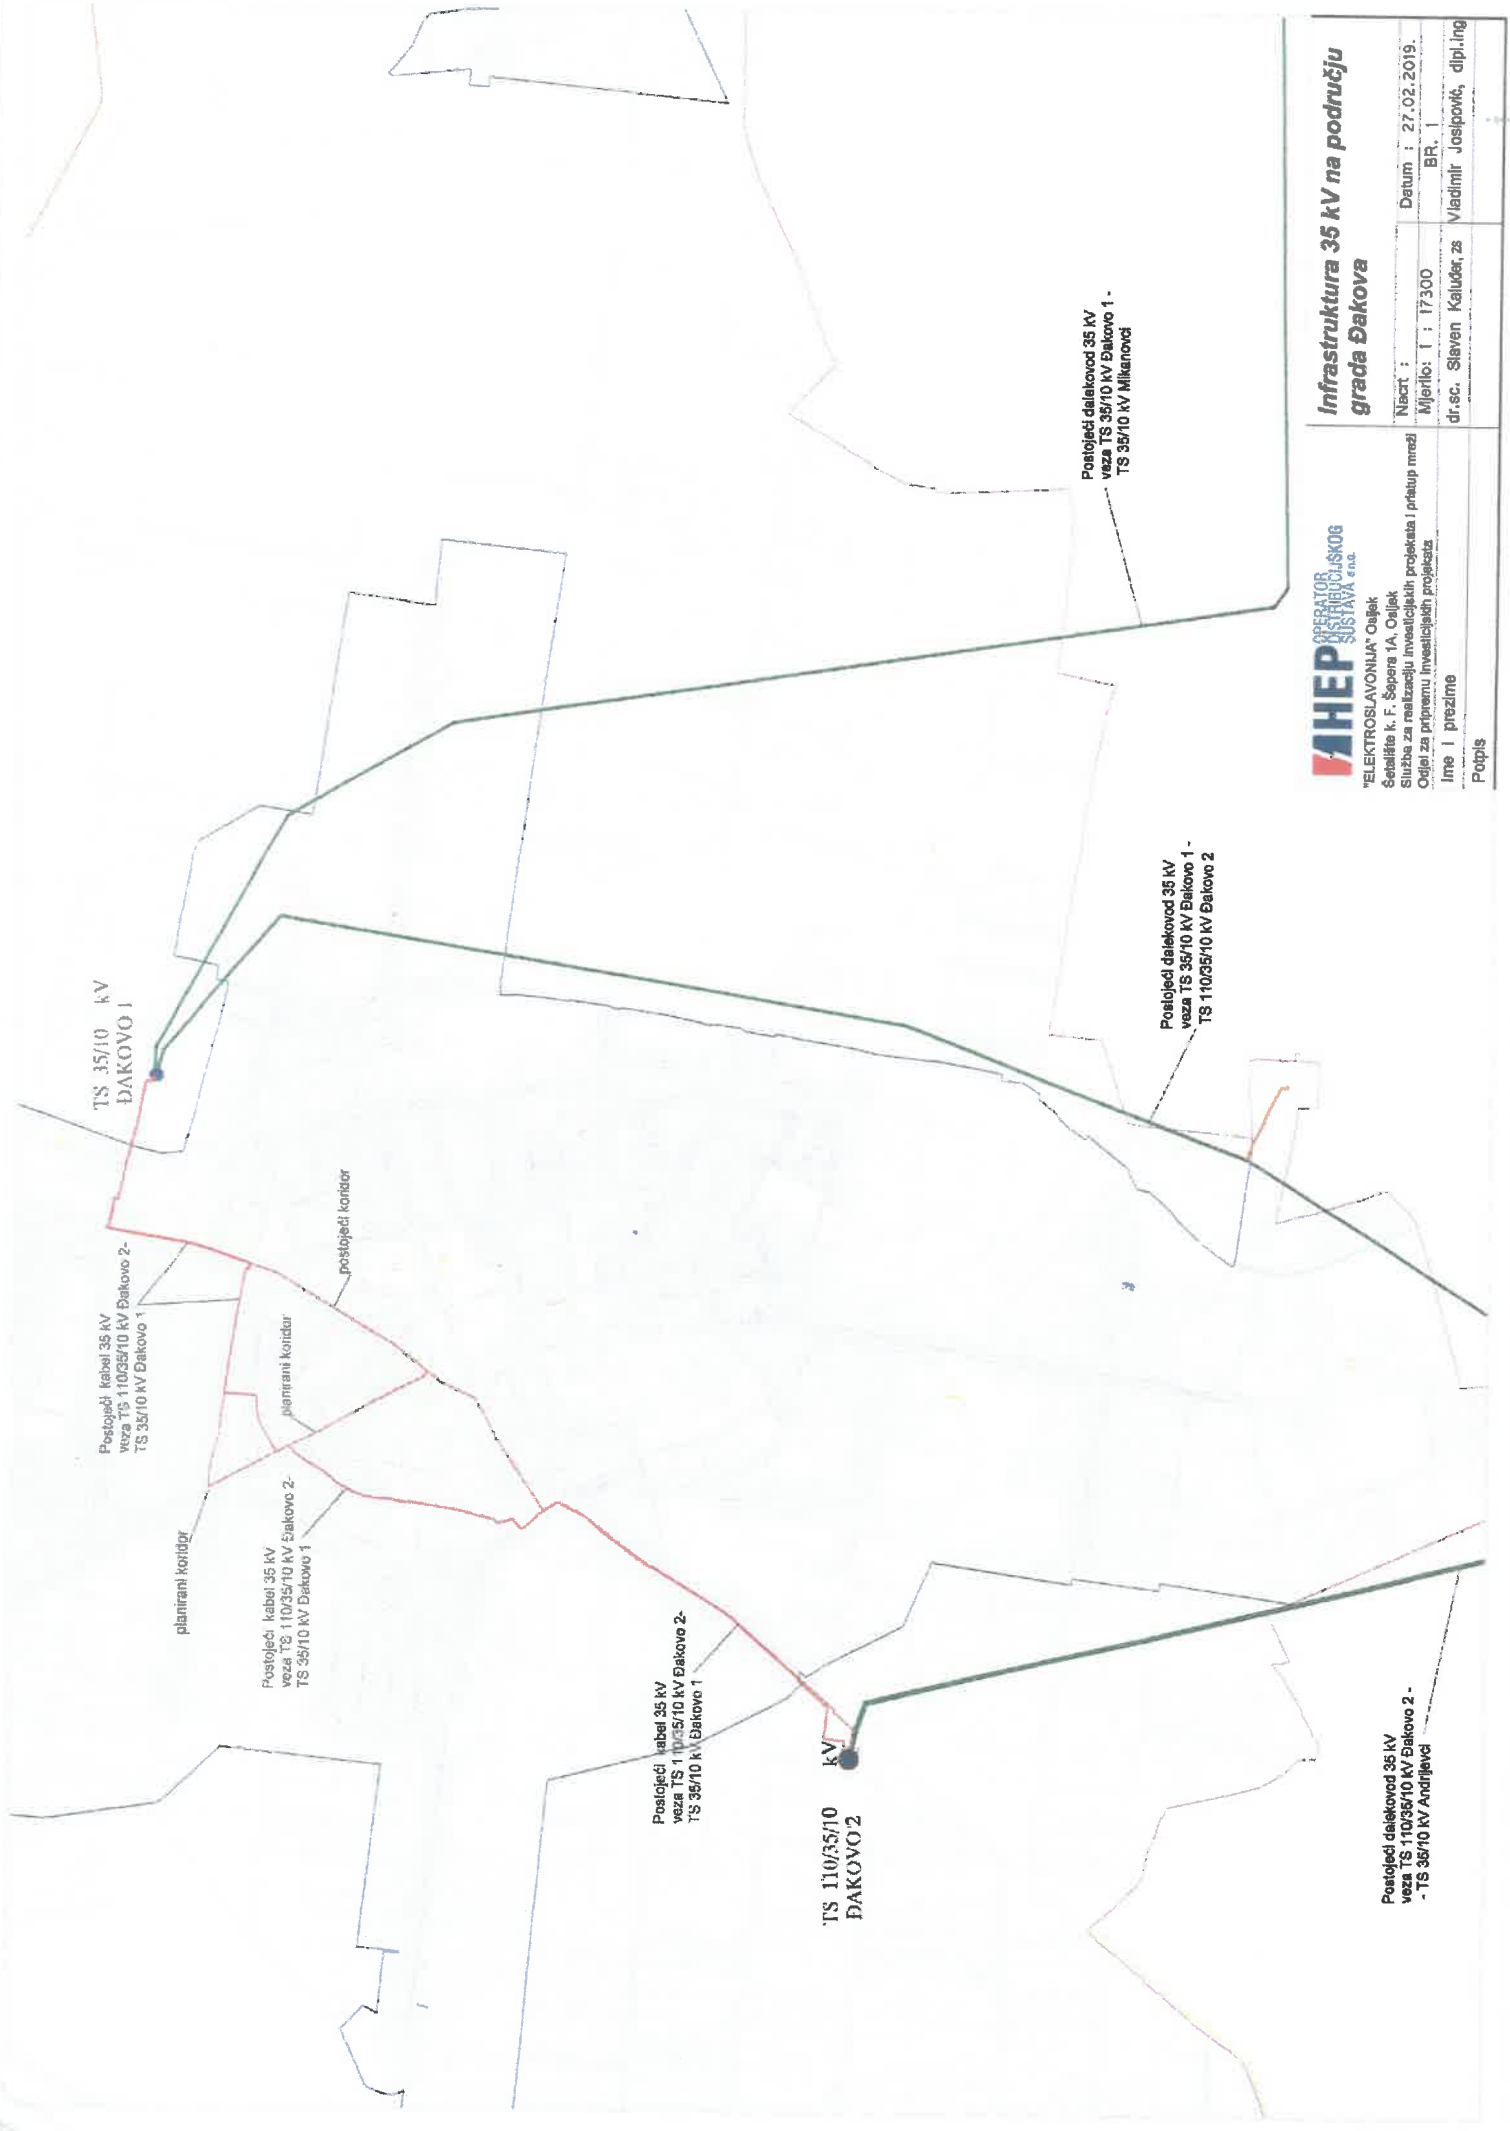 TS 35/10 kV
ĐAKOVO 1
Postojeći kabel 35 kV
veza TS 110/35/10 kV Đakovo 2-
TS 35/10 kV Đakovo 1
postojeći koridor
planirani koridor
planirani koridor
Postojeći kabel 35 kV
veza TS 110/35/10 kV Đakovo 2-
TS 35/10 kV Đakovo 1
Postojeći kabel 35 kV
veza TS 110/35/10 kV Đakovo 2-
TS 35/10 kV Đakovo 1
TS 110/35/10 kV
ĐAKOVO 2
Postojeći dalekovod 35 kV
veza TS 35/10 kV Đakovo 1 -
TS 35/10 kV Mikanovci
Postojeći dalekovod 35 kV
veza TS 35/10 kV Đakovo 1 -
TS 110/35/10 kV Đakovo 2
Postojeći dalekovod 35 kV
veza TS 110/35/10 kV Đakovo 2 -
- TS 35/10 kV Andrijevci
HEP
OPERATOR
DISTRIBUCIJSKOG
SUSTAVA d.o.o.
"ELEKTROSLAVONIJA" Osijek
Šetalište k. F. Šepera 1A, Osijek
Služba za realizaciju investicijskih projekata i pristup mreži
Odjel za pripremu investicijskih projekata
Ime i prezime
Potpis
Infrastruktura 35 kV na području
grada Đakova
Nacrt :
Datum : 27.02.2019.
Mjerilo: 1 : 17300
BR. 1
dr.sc. Slaven Kaluđer, zs
Vladimir Josipović, dipl.ing